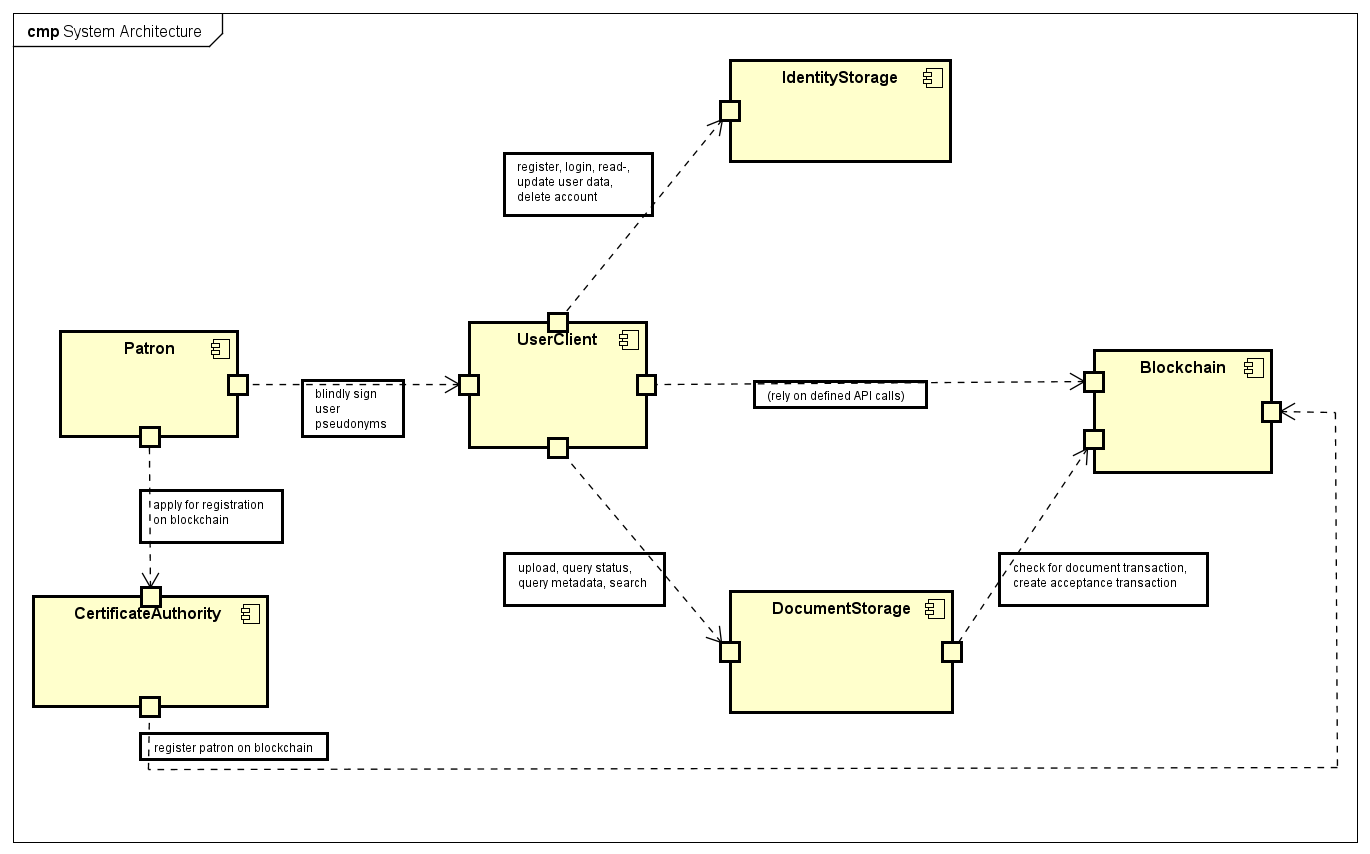 cmp System Architecture
IdentityStorage
register, login, read-,
update user data,
delete account
Patron
UserClient
Blockchain
blindly sign
user
pseudonyms
(rely on defined API calls)
apply for registration
on blockchain
upload, query status,
query metadata, search
check for document transaction,
create acceptance transaction
CertificateAuthority
DocumentStorage
register patron on blockchain